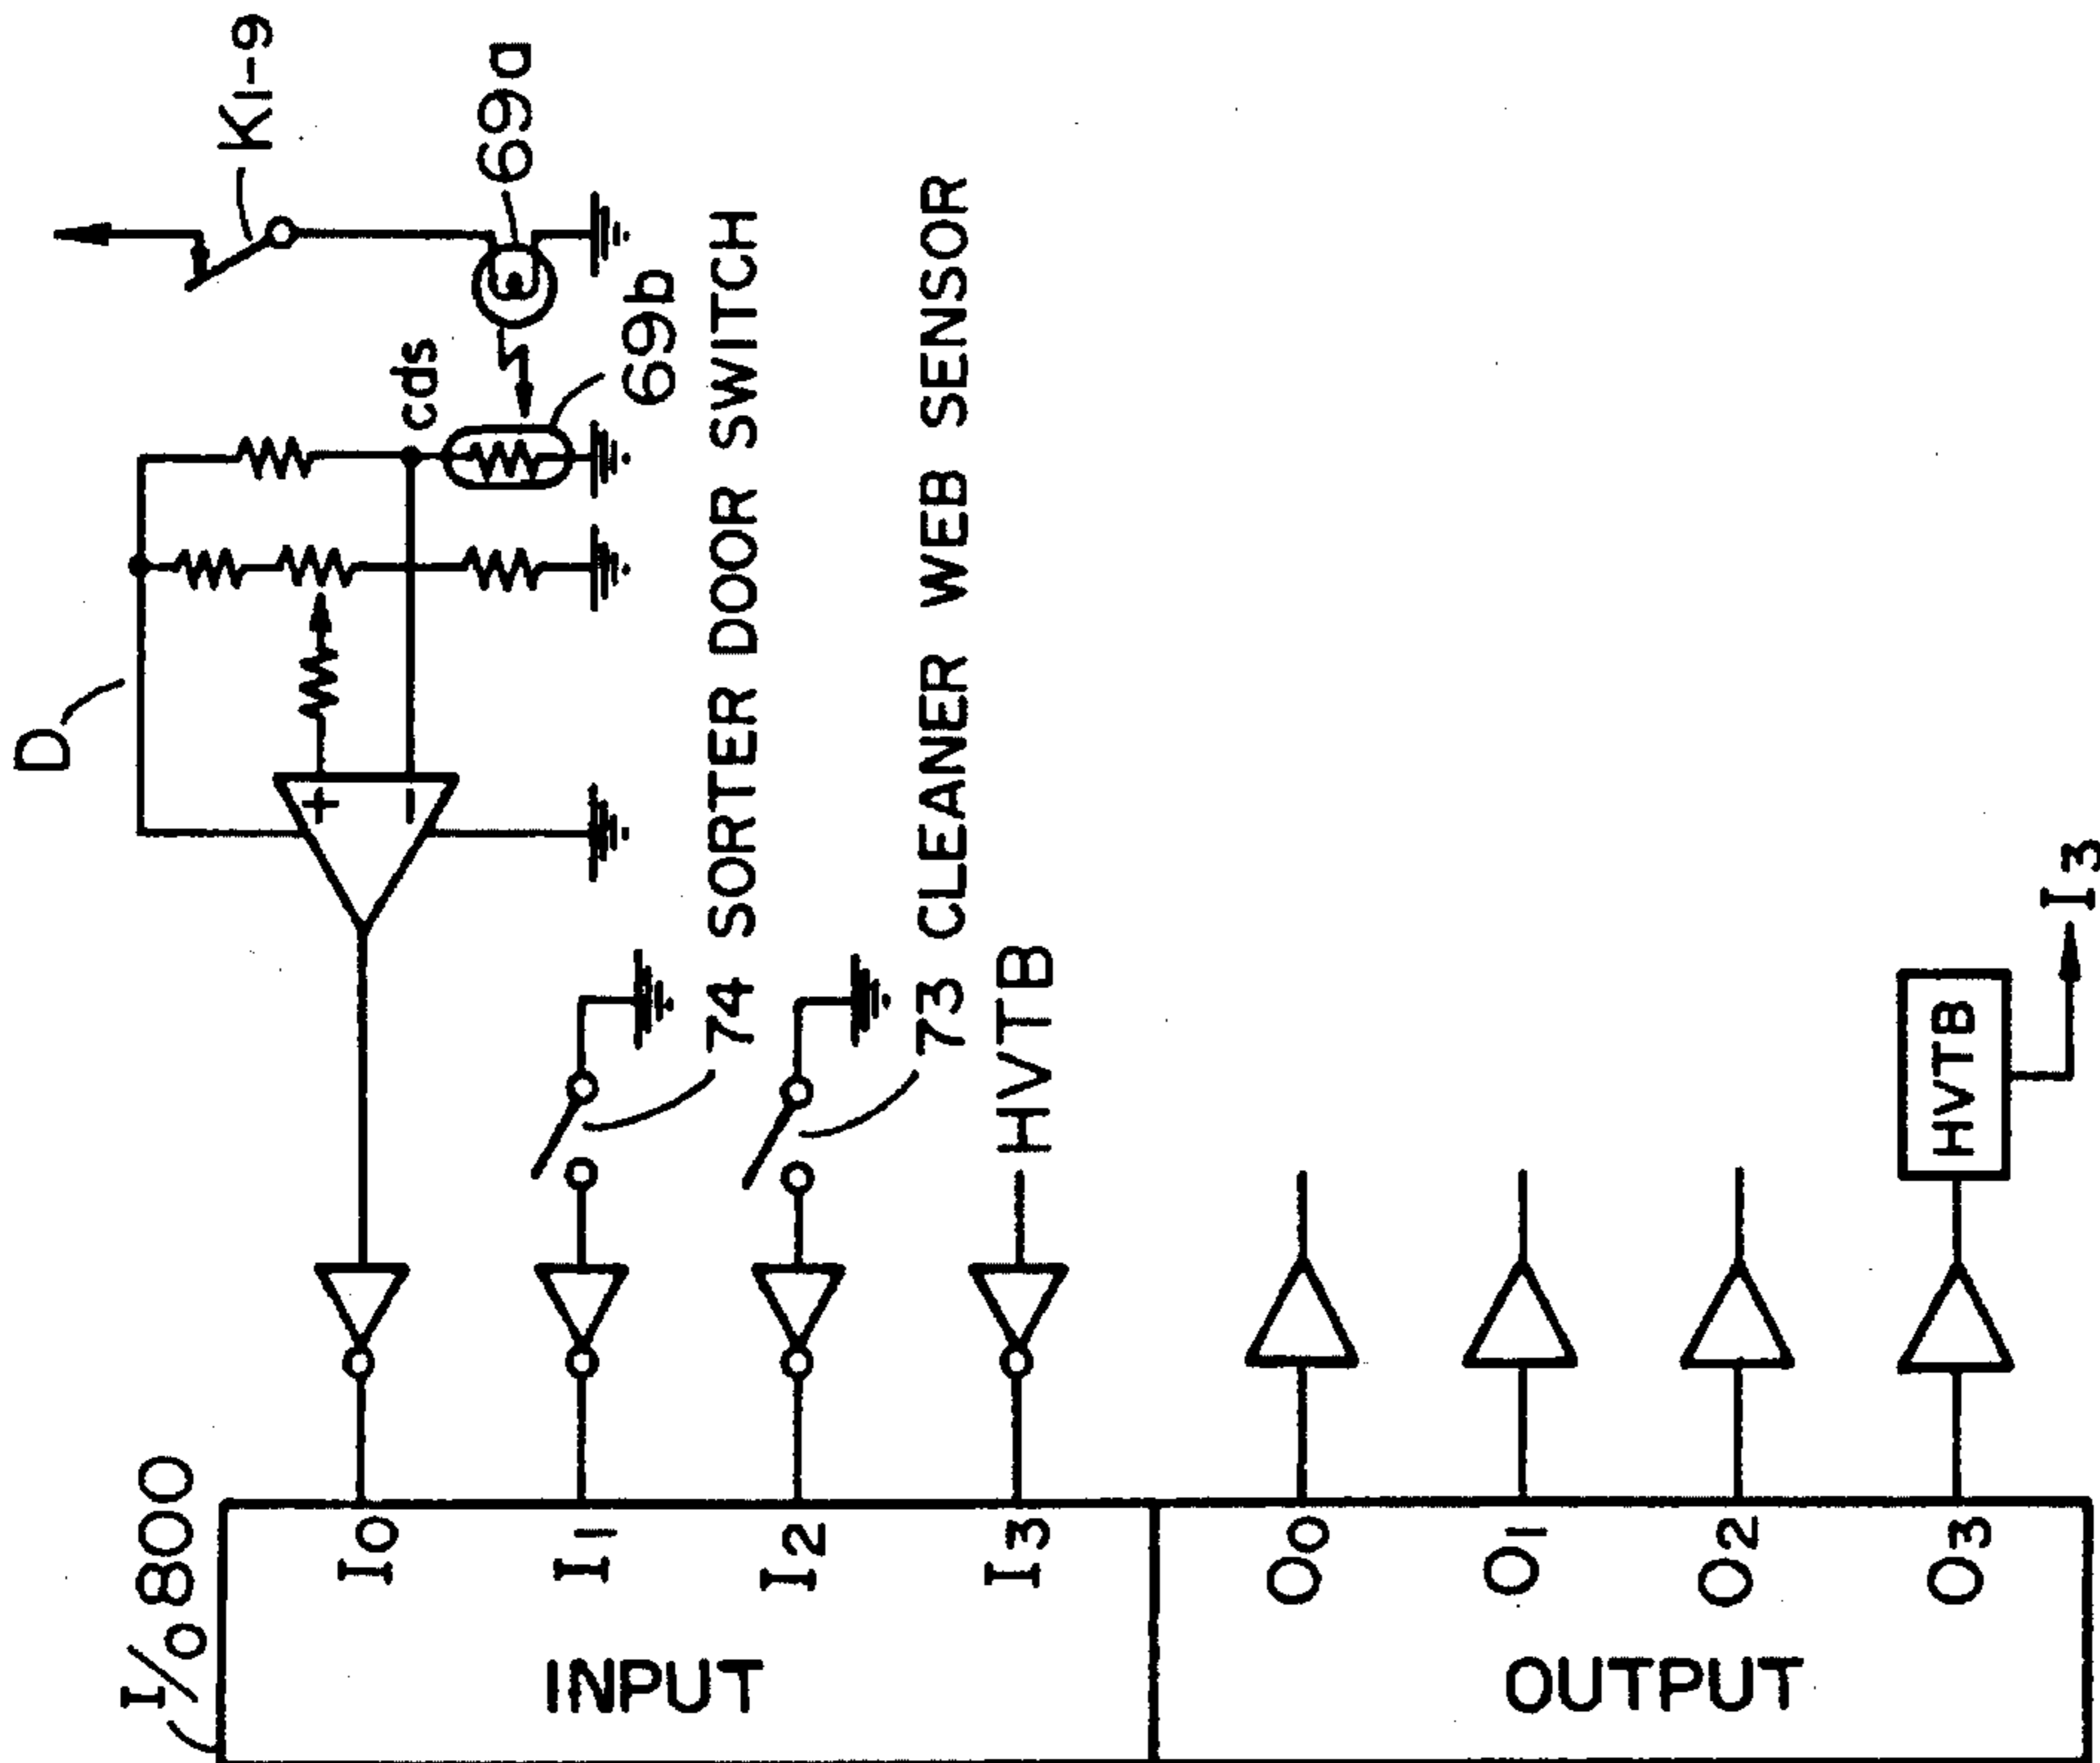 I/O 800
INPUT
I0
I1
I2
I3
OUTPUT
O0
O1
O2
O3
D
+
−
cds
K1-9
69a
69b
74 SORTER DOOR SWITCH
73 CLEANER WEB SENSOR
HVTB
HVTB
I3